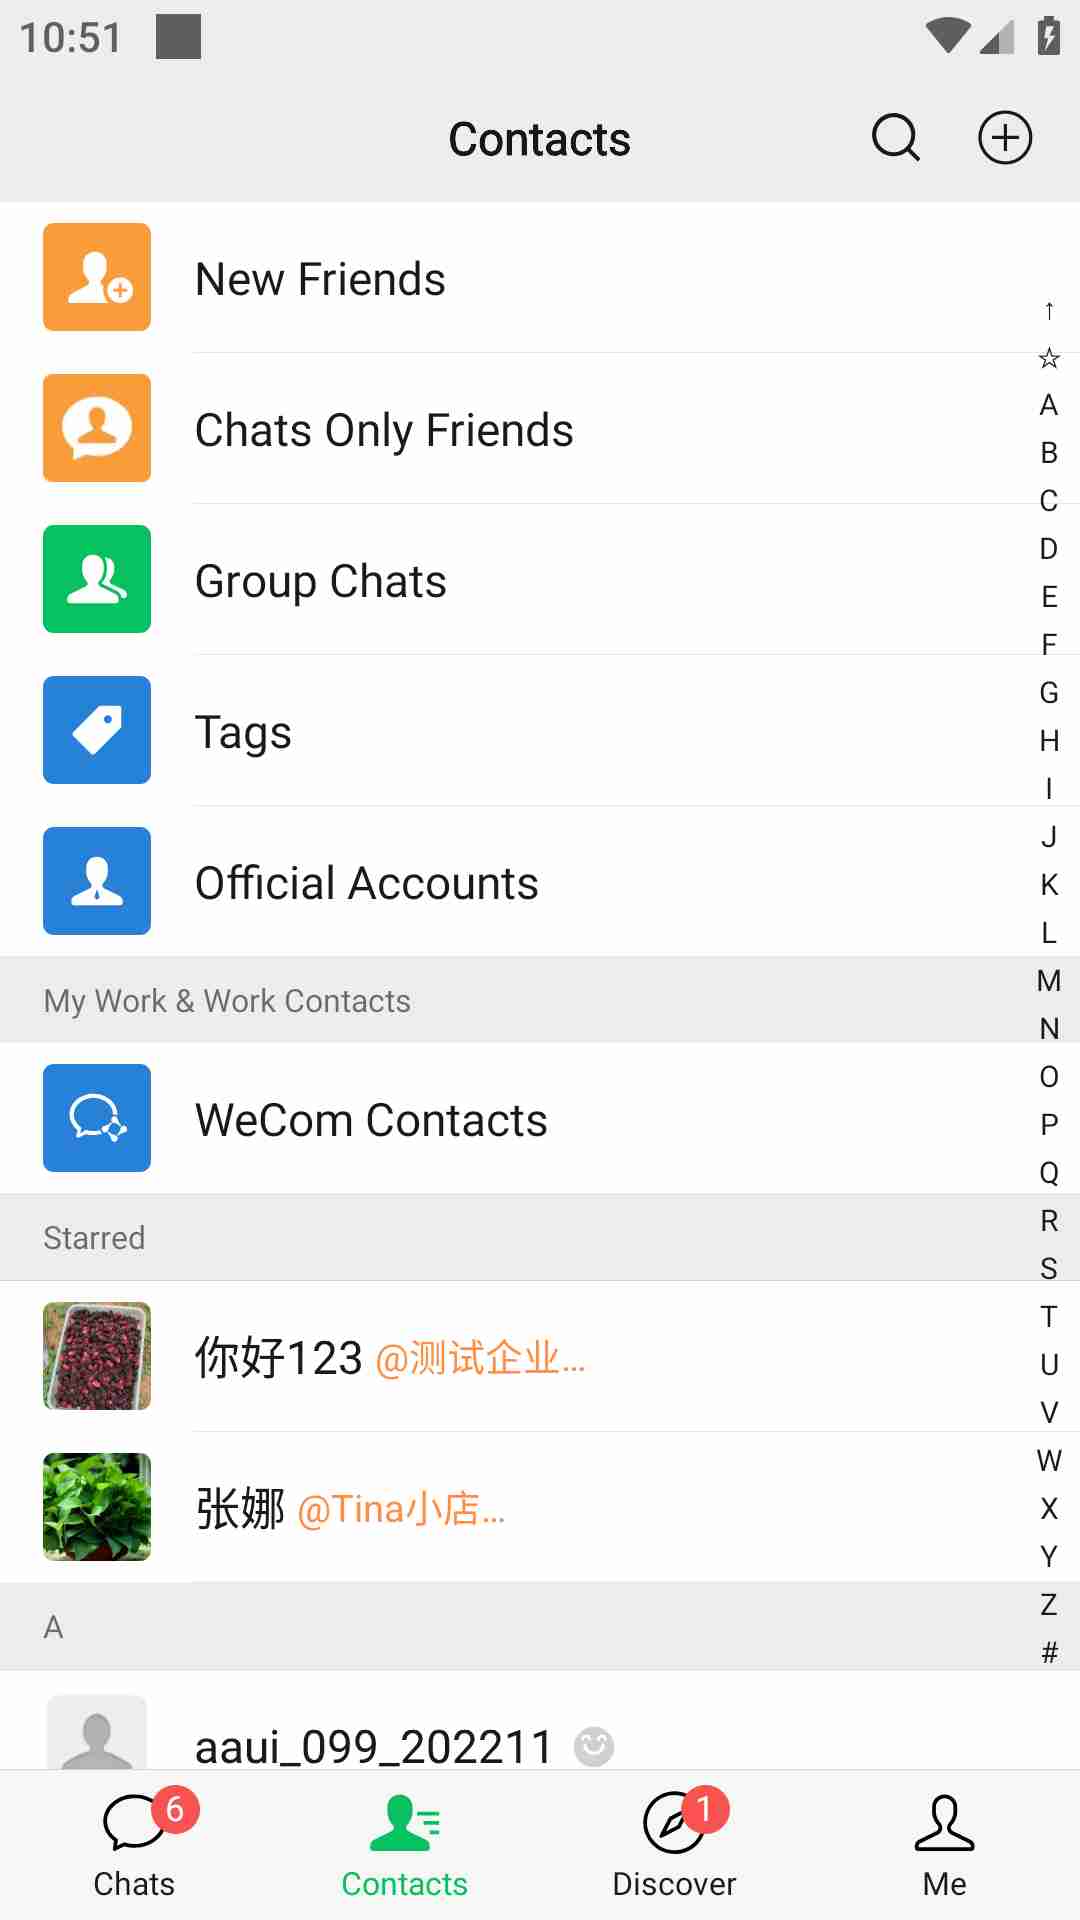 10:51
Contacts
New Friends
Chats Only Friends
Group Chats
Tags
Official Accounts
My Work & Work Contacts
WeCom Contacts
Starred
你好123 @测试企业...
张娜 @Tina小店...
A
aaui_099_202211
↑
☆
A
B
C
D
E
F
G
H
I
J
K
L
M
N
O
P
Q
R
S
T
U
V
W
X
Y
Z
#
6
1
Chats
Contacts
Discover
Me